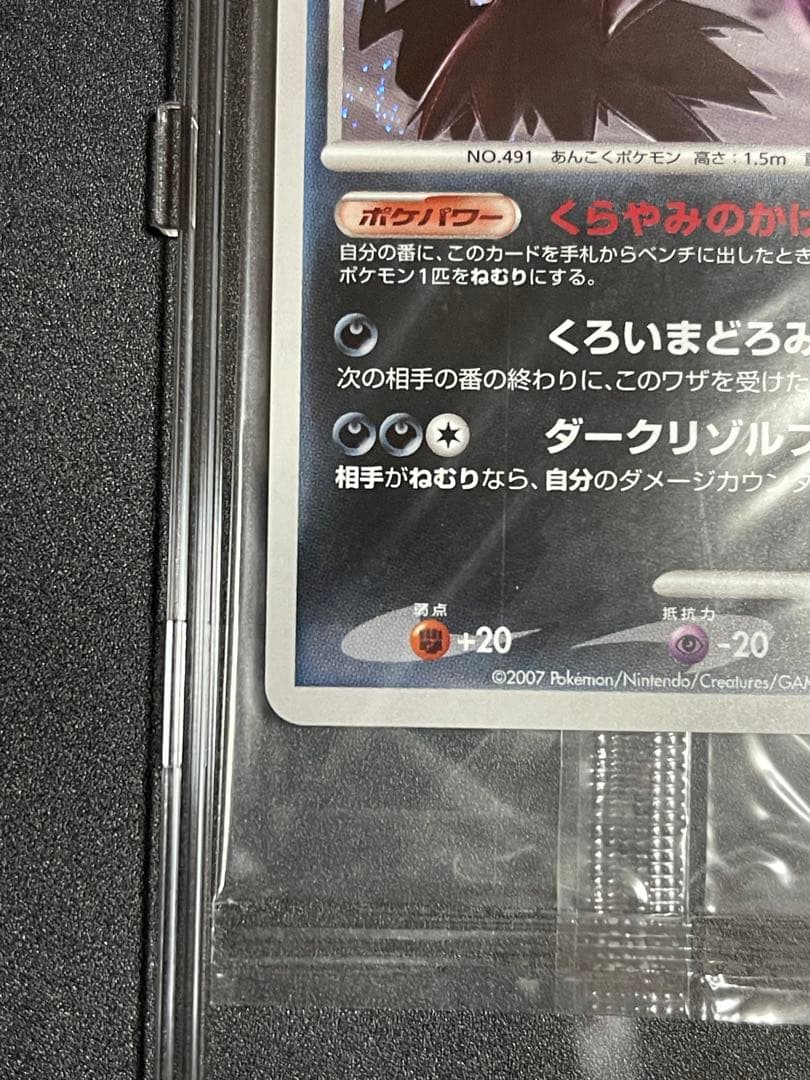 NO.491 あんこくポケモン 高さ：1.5m
ポケパワー くらやみのか
自分の番に、このカードを手札からベンチに出したとき
ポケモン1匹をねむりにする。
くろいまどろみ
次の相手の番の終わりに、このワザを受けた
ダークリゾルブ
相手がねむりなら、自分のダメージカウンタ
弱点 抵抗力
+20 -20
©2007 Pokémon/Nintendo/Creatures/GAM